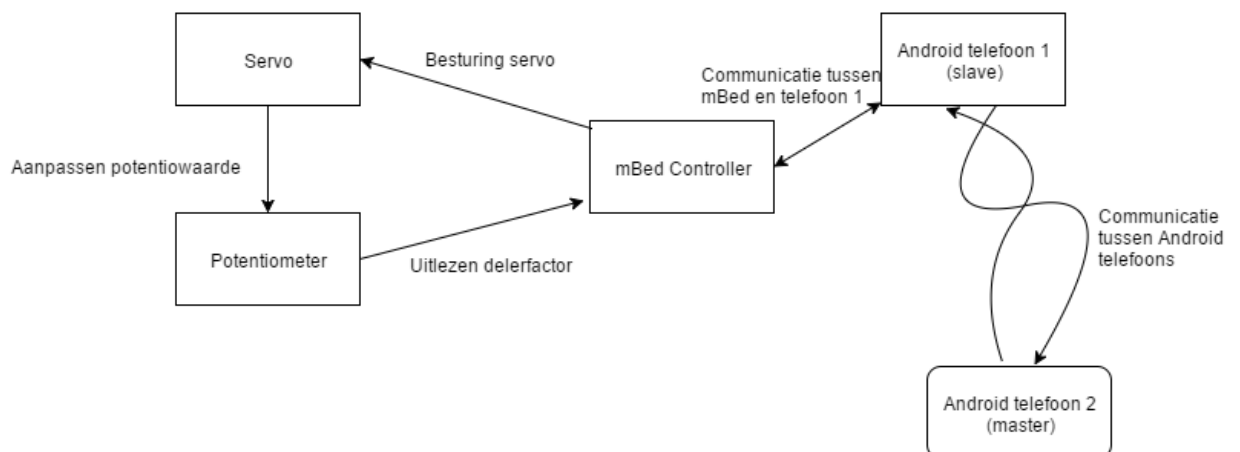 Servo
Besturing servo
Android telefoon 1
(slave)
Communicatie tussen
mBed en telefoon 1
Aanpassen potentiowaarde
mBed Controller
Potentiometer
Uitlezen delerfactor
Communicatie
tussen Android
telefoons
Android telefoon 2
(master)